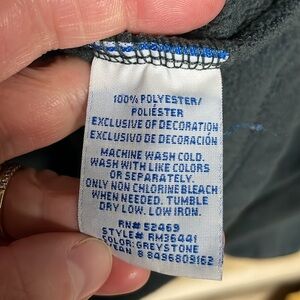 100% POLYESTER/
POLIÉSTER
EXCLUSIVE OF DECORATION
EXCLUSIVO DE DECORACIÓN
MACHINE WASH COLD.
WASH WITH LIKE COLORS
OR SEPARATELY.
ONLY NON CHLORINE BLEACH
WHEN NEEDED. TUMBLE
DRY LOW. LOW IRON.
RN# 52469
STYLE# RM36441
COLOR: GREYSTONE